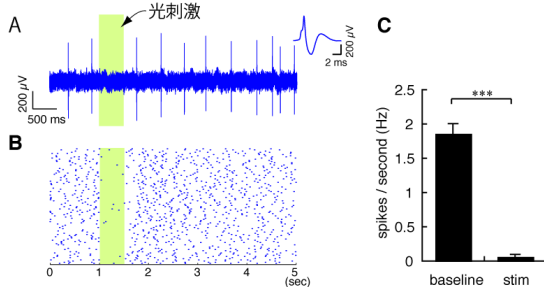 光刺激
A
200 µV
500 ms
200 µV
2 ms
B
0 1 2 3 4 5
(sec)
C
spikes / second (Hz)
2.5
2
1.5
1
0.5
0
***
baseline stim